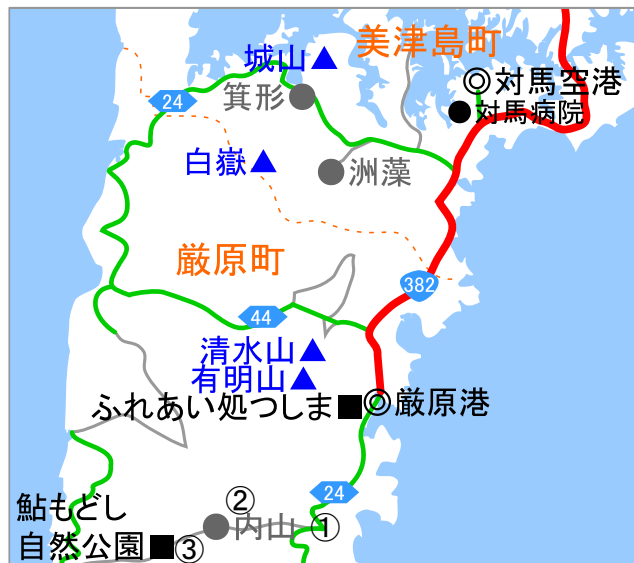 美津島町
城山▲
◎対馬空港
24
箕形●
●対馬病院
白嶽▲
●洲藻
厳原町
382
44
清水山▲
有明山▲
ふれあい処つしま■◎厳原港
24
鮎もどし
自然公園■③
②
●内山①